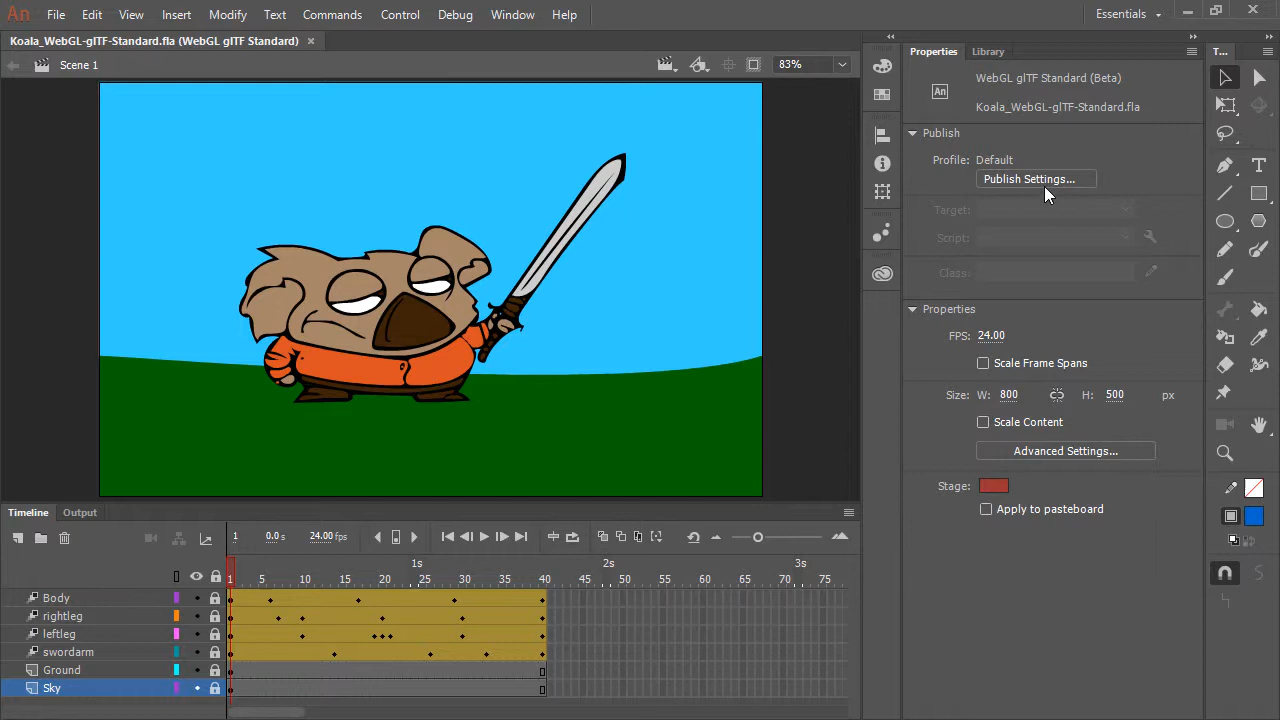 An File Edit View Insert Modify Text Commands Control Debug Window Help Essentials
Koala_WebGL-glTF-Standard.fla (WebGL glTF Standard) ×
Scene 1 83%
Properties Library T...
WebGL glTF Standard (Beta)
An
Koala_WebGL-glTF-Standard.fla
Publish
Profile: Default
Publish Settings...
Target:
Script:
Class:
Properties
FPS: 24.00
Scale Frame Spans
Size: W: 800 H: 500 px
Scale Content
Advanced Settings...
Stage:
Apply to pasteboard
Timeline Output
1 0.0 s 24.00 fps
1s 2s 3s
1 5 10 15 20 25 30 35 40 45 50 55 60 65 70 75
Body
rightleg
leftleg
swordarm
Ground
Sky